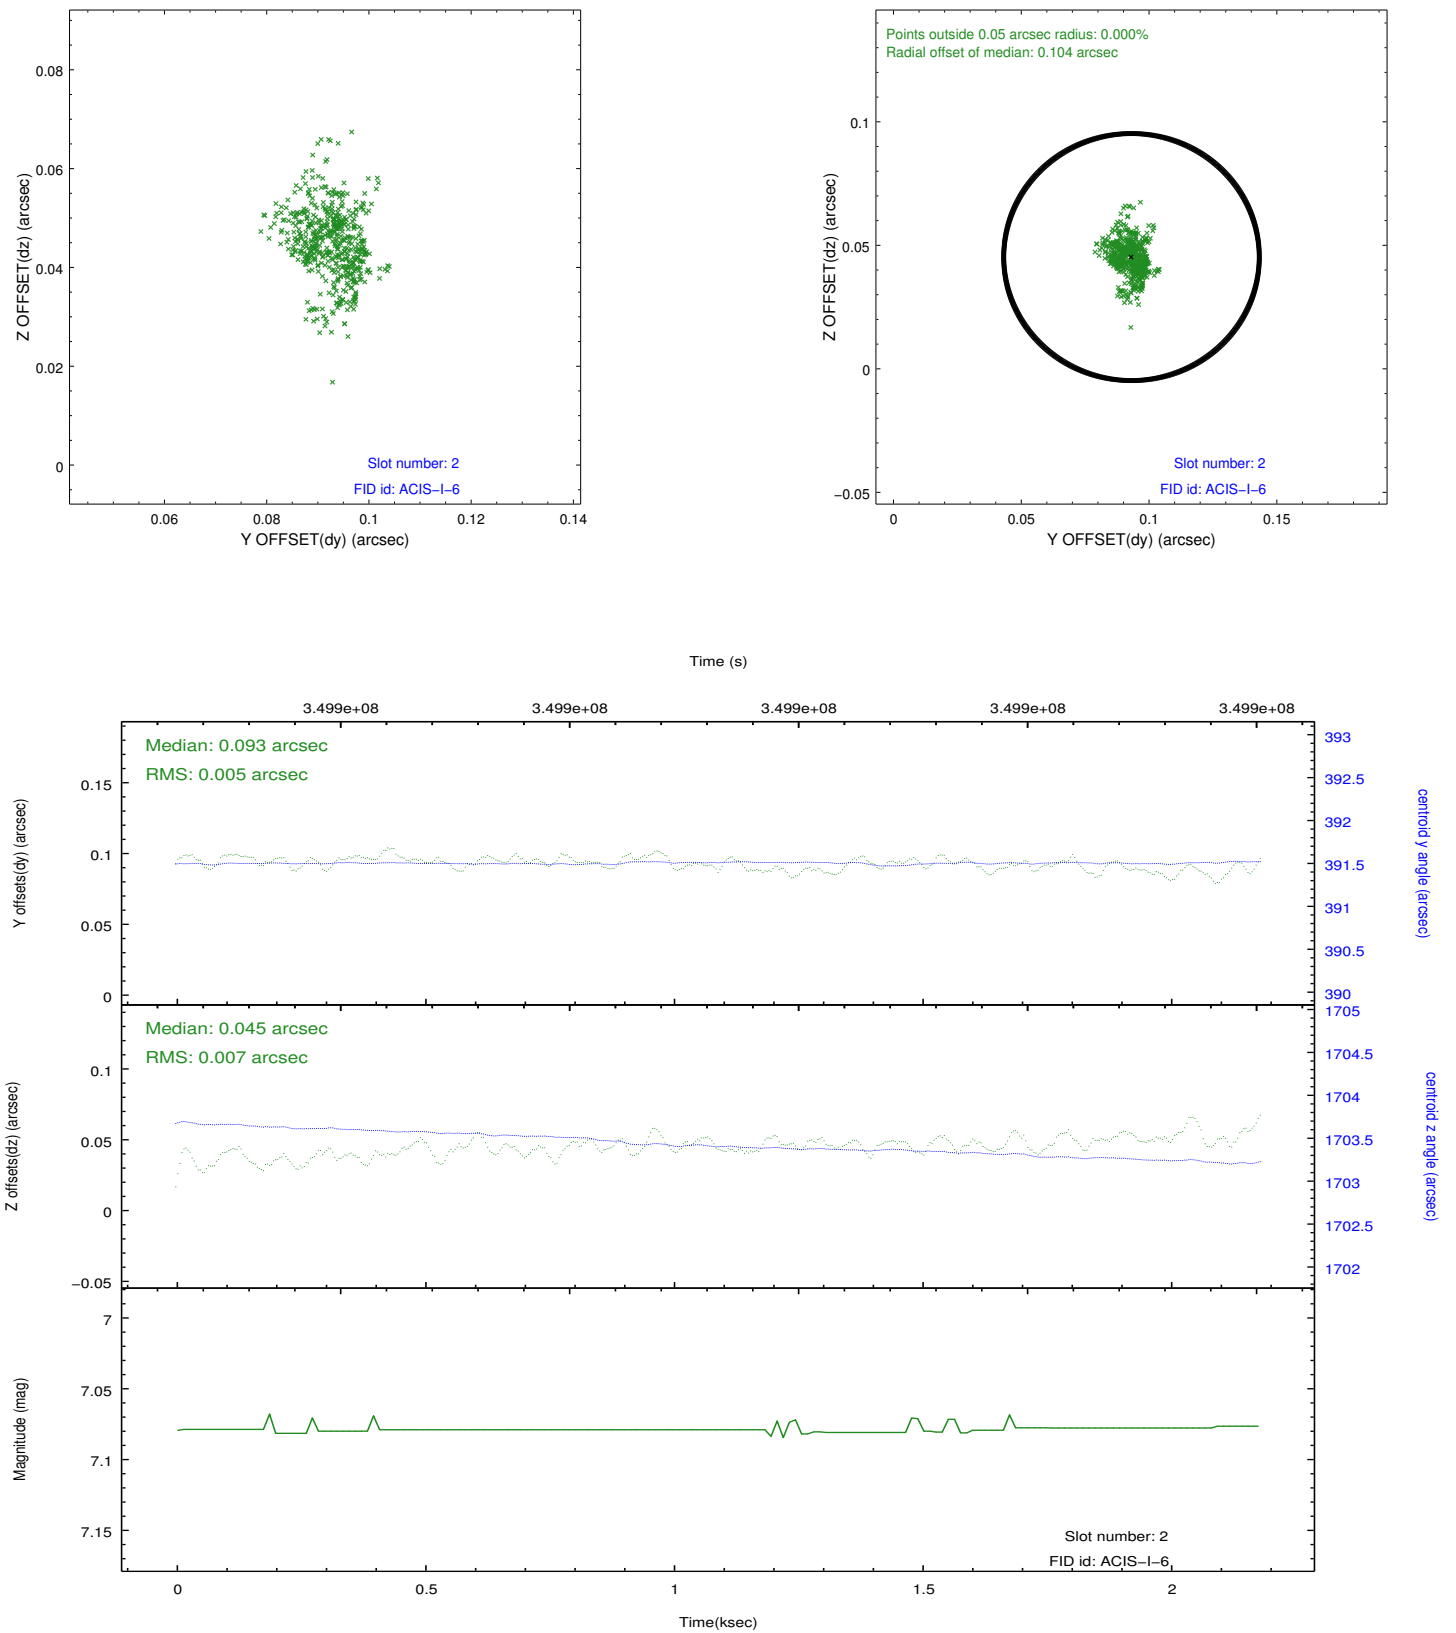 0.08
0.06
0.04
0.02
0
Z OFFSET(dz) (arcsec)
Slot number: 2
FID id: ACIS−I−6
0.06 0.08 0.1 0.12 0.14
Y OFFSET(dy) (arcsec)
Points outside 0.05 arcsec radius: 0.000%
Radial offset of median: 0.104 arcsec
0.1
0.05
0
−0.05
Z OFFSET(dz) (arcsec)
Slot number: 2
FID id: ACIS−I−6
0 0.05 0.1 0.15
Y OFFSET(dy) (arcsec)
Time (s)
3.499e+08 3.499e+08 3.499e+08 3.499e+08 3.499e+08
Median: 0.093 arcsec
RMS: 0.005 arcsec
0.15
0.1
0.05
0
Y offsets(dy) (arcsec)
393
392.5
392
391.5
391
390.5
390
centroid y angle (arcsec)
Median: 0.045 arcsec
RMS: 0.007 arcsec
0.1
0.05
0
−0.05
Z offsets(dz) (arcsec)
1705
1704.5
1704
1703.5
1703
1702.5
1702
centroid z angle (arcsec)
7
7.05
7.1
7.15
Magnitude (mag)
Slot number: 2
FID id: ACIS−I−6
0 0.5 1 1.5 2
Time(ksec)